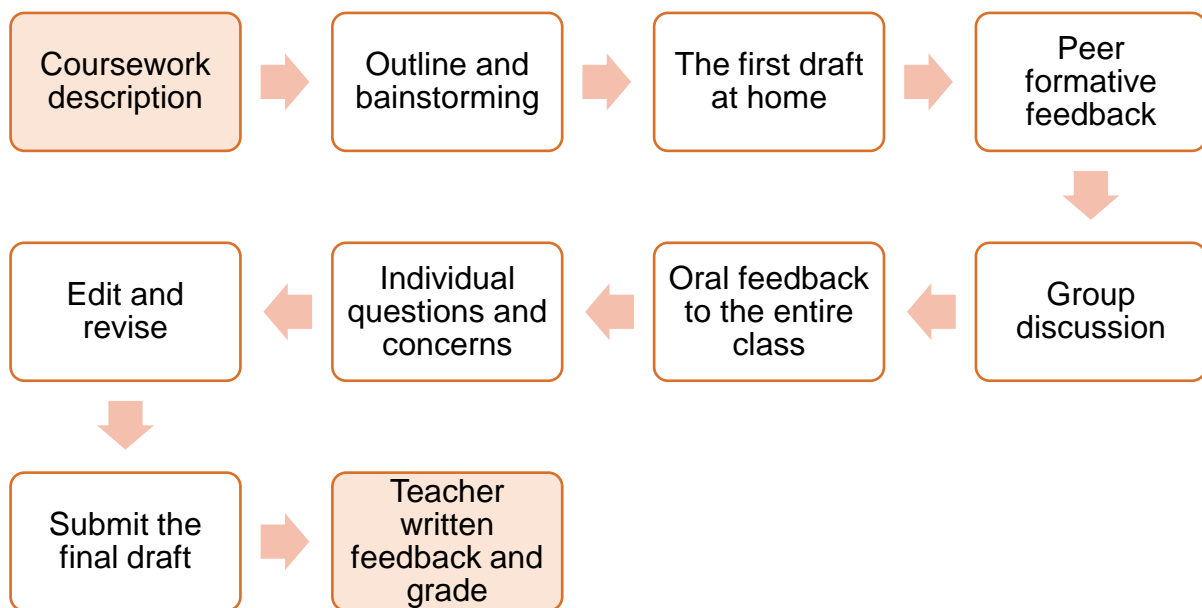 Coursework
description
Outline and
bainstorming
The first draft
at home
Peer
formative
feedback
Group
discussion
Oral feedback
to the entire
class
Individual
questions and
concerns
Edit and
revise
Submit the
final draft
Teacher
written
feedback and
grade